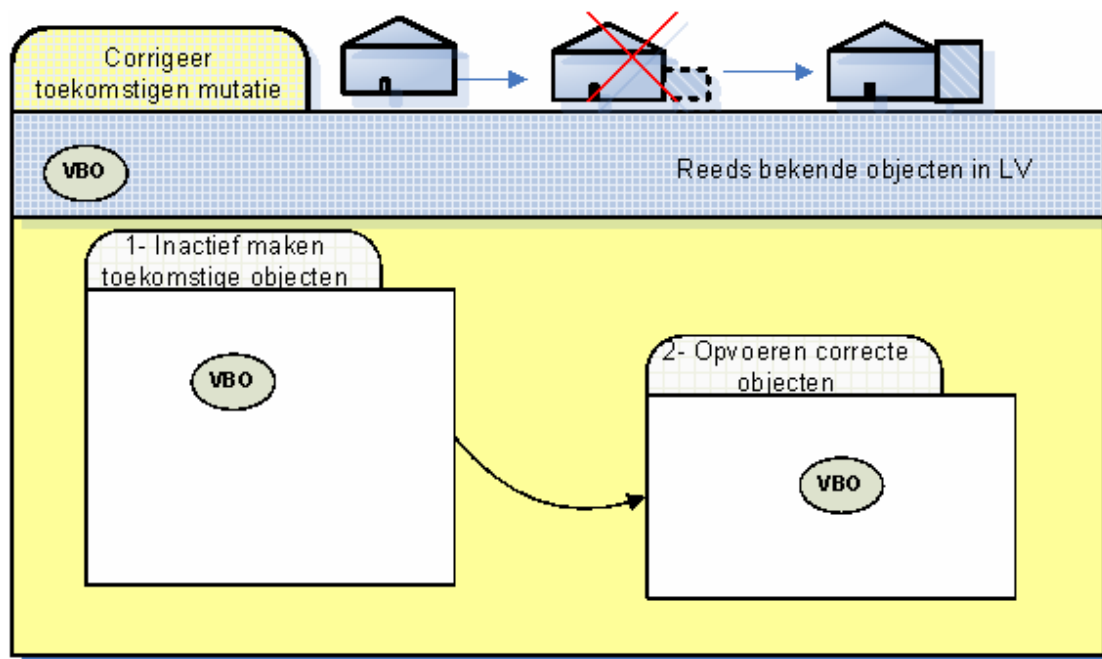 Corrigeer
toekomstigen mutatie
VBO
Reeds bekende objecten in LV
1- Inactief maken
toekomstige objecten
VBO
2- Opvoeren correcte
objecten
VBO